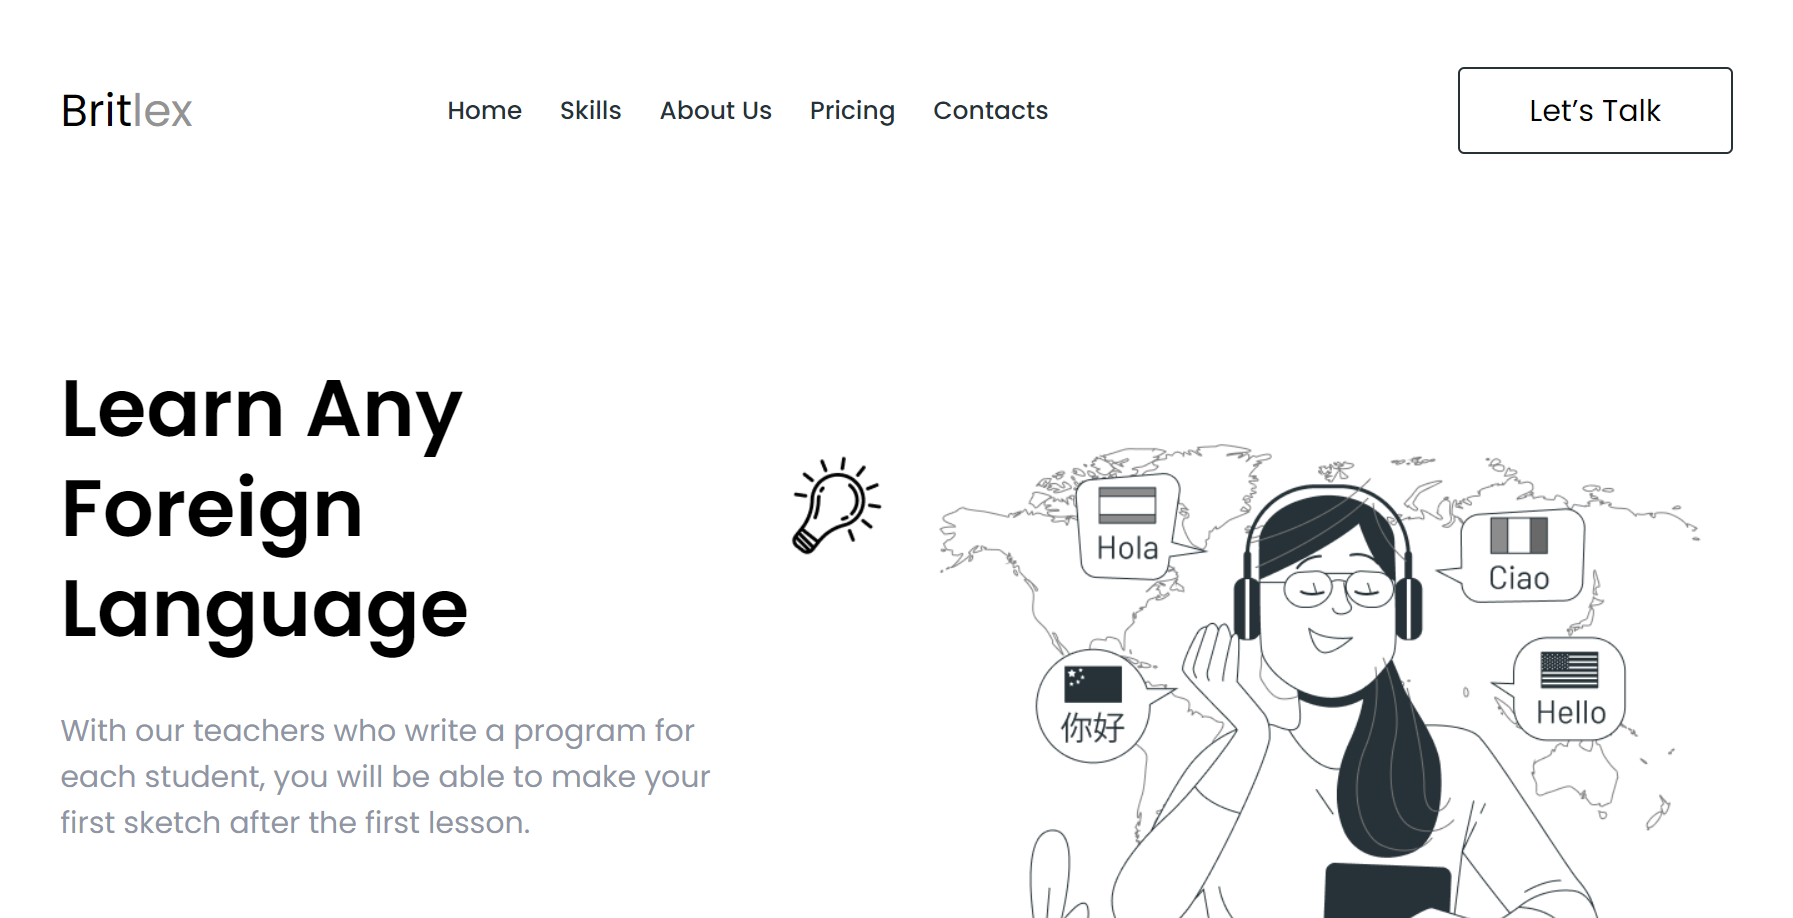 Britlex
Home Skills About Us Pricing Contacts
Let’s Talk
Learn Any
Foreign
Language
With our teachers who write a program for
each student, you will be able to make your
first sketch after the first lesson.
Hola
Ciao
你好
Hello